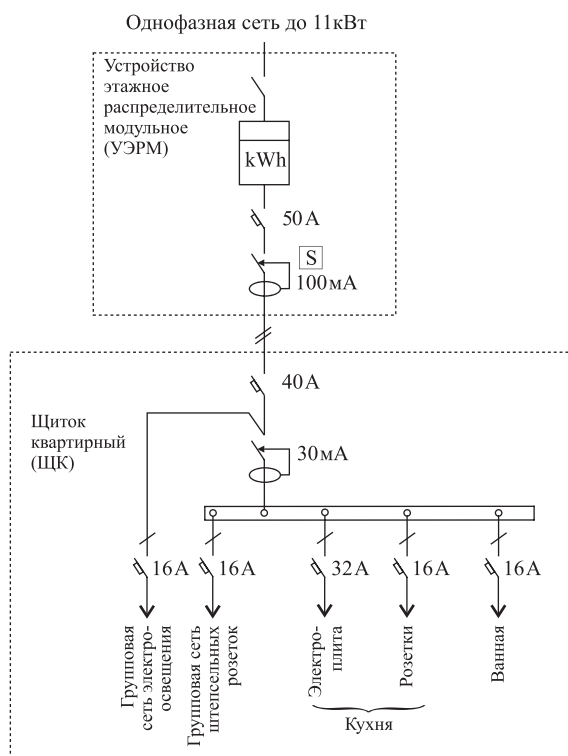 Однофазная сеть до 11кВт
Устройство
этажное
распределительное
модульное
(УЭРМ)
kWh
50А
S
100мА
40А
Щиток
квартирный
(ЩК)
30мА
16А
16А
32А
16А
16А
Групповая
сеть электро-
освещения
Групповая сеть
штепсельных
розеток
Электро-
плита
Розетки
Ванная
Кухня